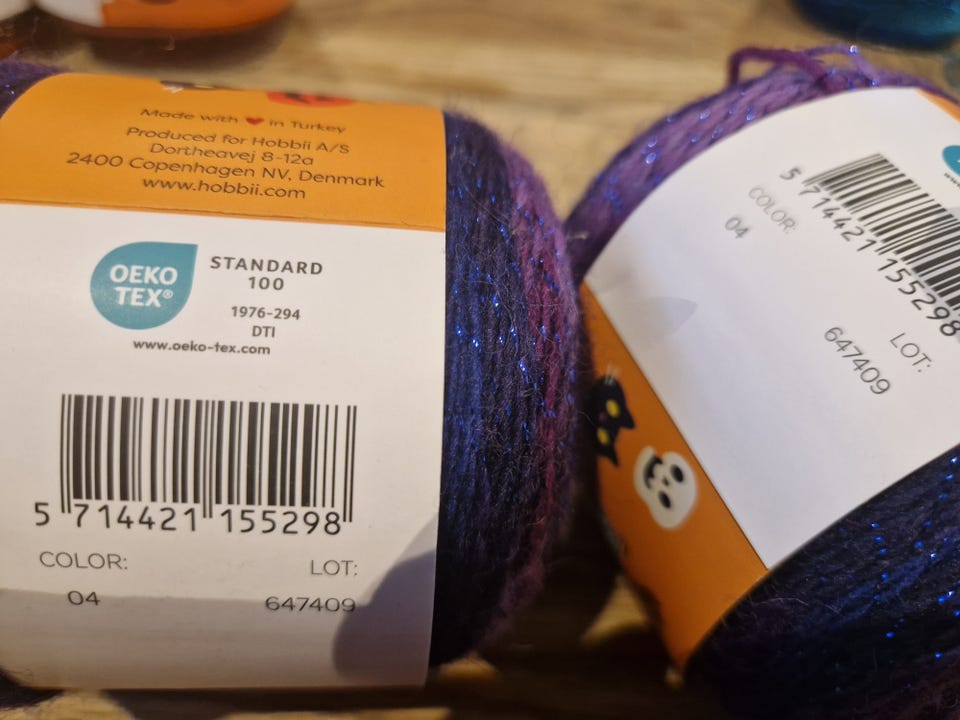 Made with ❤ in Turkey
Produced for Hobbii A/S
Dortheavej 8-12a
2400 Copenhagen NV, Denmark
www.hobbii.com
OEKO
TEX®
STANDARD
100
1976-294
DTI
www.oeko-tex.com
5 714421 155298
COLOR:
LOT:
04
647409
5 714421 155298
COLOR:
04
LOT:
647409